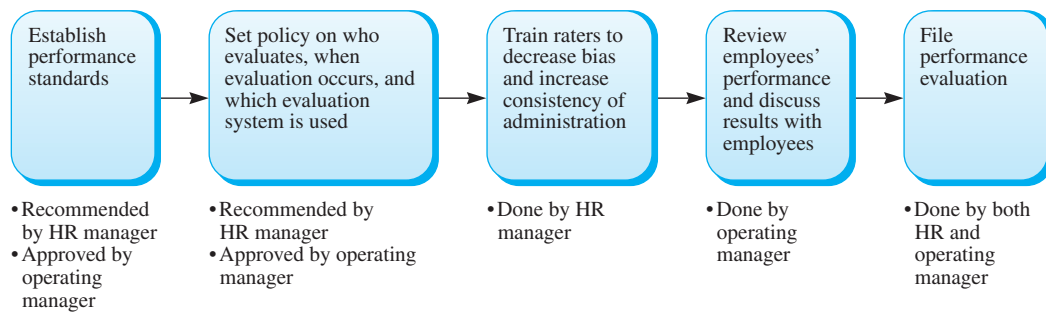 Establish
performance
standards
Set policy on who
evaluates, when
evaluation occurs, and
which evaluation
system is used
Train raters to
decrease bias
and increase
consistency of
administration
Review
employees’
performance
and discuss
results with
employees
File
performance
evaluation
• Recommended
by HR manager
• Approved by
operating
manager
• Recommended by
HR manager
• Approved by operating
manager
• Done by HR
manager
• Done by
operating
manager
• Done by both
HR and
operating
manager